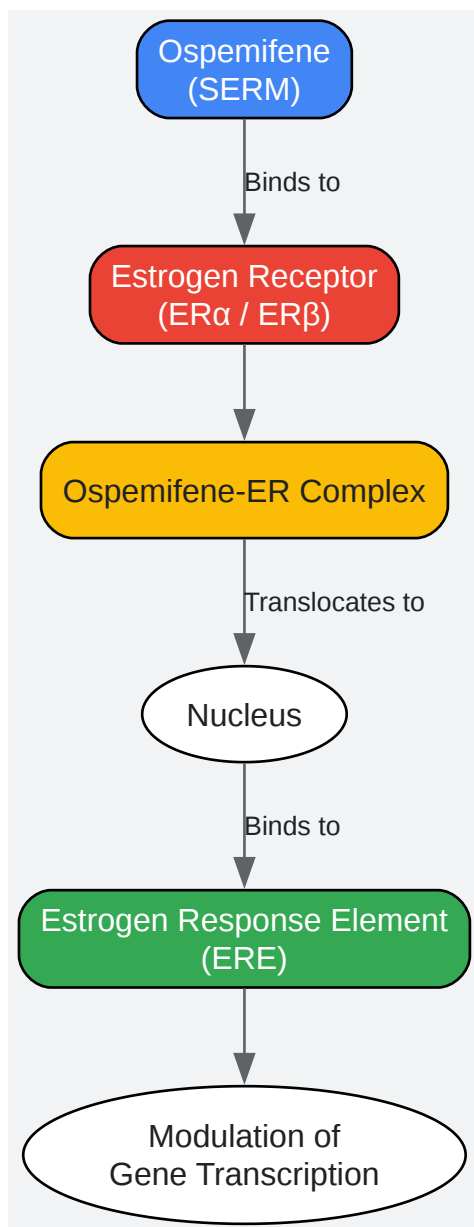 Ospemifene
(SERM)
Binds to
Estrogen Receptor
(ERα / ERβ)
Ospemifene-ER Complex
Translocates to
Nucleus
Binds to
Estrogen Response Element
(ERE)
Modulation of
Gene Transcription